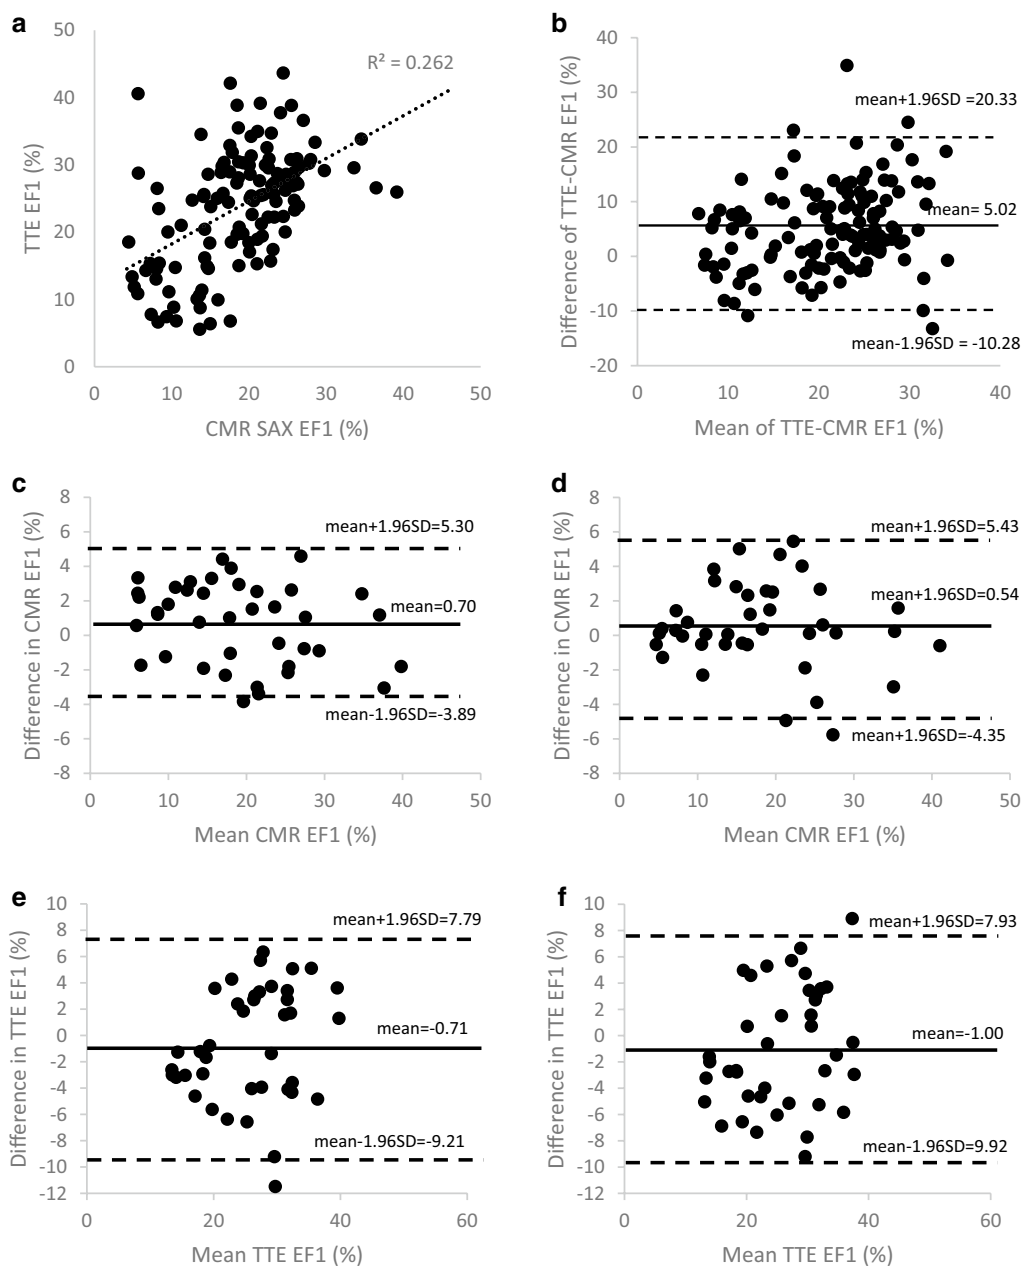 a
50
40
30
20
10
0
TTE EF1 (%)
R² = 0.262
0 10 20 30 40 50
CMR SAX EF1 (%)
b
40
30
20
10
0
-10
-20
Difference of TTE-CMR EF1 (%)
mean+1.96SD =20.33
mean= 5.02
mean-1.96SD = -10.28
0 10 20 30 40
Mean of TTE-CMR EF1 (%)
c
8
6
4
2
0
-2
-4
-6
-8
Difference in CMR EF1 (%)
mean+1.96SD=5.30
mean=0.70
mean-1.96SD=-3.89
0 10 20 30 40 50
Mean CMR EF1 (%)
d
8
6
4
2
0
-2
-4
-6
-8
Difference in CMR EF1 (%)
mean+1.96SD=5.43
mean+1.96SD=0.54
mean+1.96SD=-4.35
0 10 20 30 40 50
Mean CMR EF1 (%)
e
10
8
6
4
2
0
-2
-4
-6
-8
-10
-12
Difference in TTE EF1 (%)
mean+1.96SD=7.79
mean=-0.71
mean-1.96SD=-9.21
0 20 40 60
Mean TTE EF1 (%)
f
10
8
6
4
2
0
-2
-4
-6
-8
-10
-12
Difference in TTE EF1 (%)
mean+1.96SD=7.93
mean=-1.00
mean-1.96SD=9.92
0 20 40 60
Mean TTE EF1 (%)